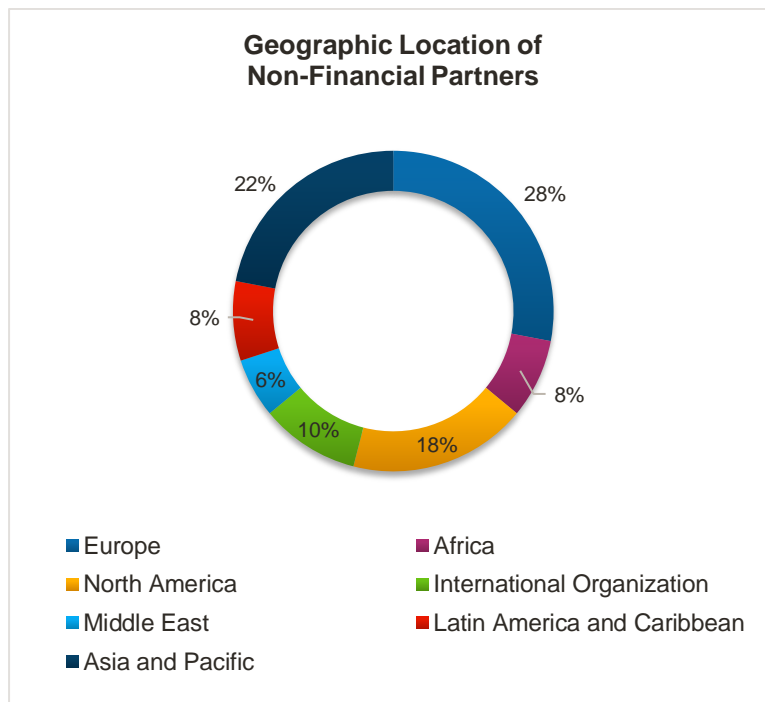 Geographic Location of
Non-Financial Partners
22%
28%
8%
8%
6%
10%
18%
Europe
Africa
North America
International Organization
Middle East
Latin America and Caribbean
Asia and Pacific